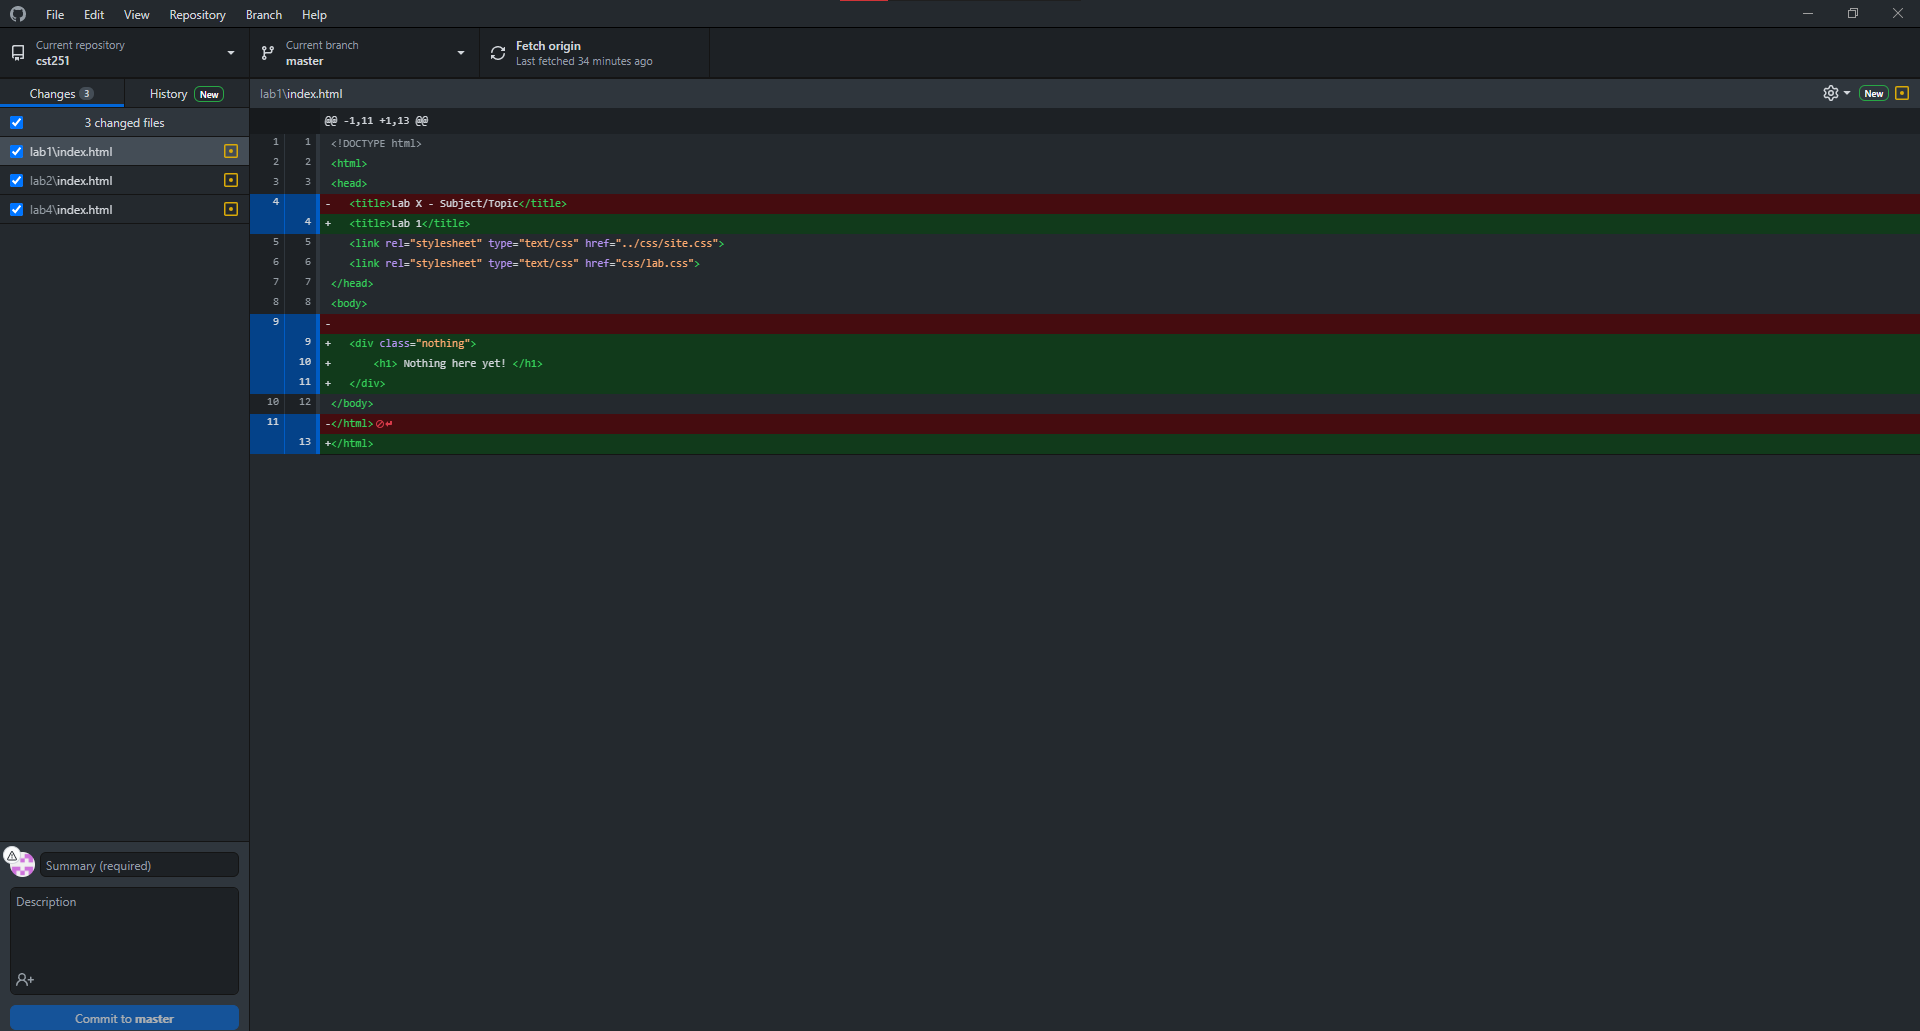 File Edit View Repository Branch Help
Current repository
cst251
Current branch
master
Fetch origin
Last fetched 34 minutes ago
Changes 3
History New
lab1\index.html
New
3 changed files
lab1\index.html
lab2\index.html
lab4\index.html
@@ -1,11 +1,13 @@
1 1 <!DOCTYPE html>
2 2 <html>
3 3 <head>
4 - <title>Lab X - Subject/Topic</title>
4 + <title>Lab 1</title>
5 5 <link rel="stylesheet" type="text/css" href="../css/site.css">
6 6 <link rel="stylesheet" type="text/css" href="css/lab.css">
7 7 </head>
8 8 <body>
9 -
9 + <div class="nothing">
10 + <h1> Nothing here yet! </h1>
11 + </div>
10 12 </body>
11 -</html>
13 +</html>
Summary (required)
Description
Commit to master